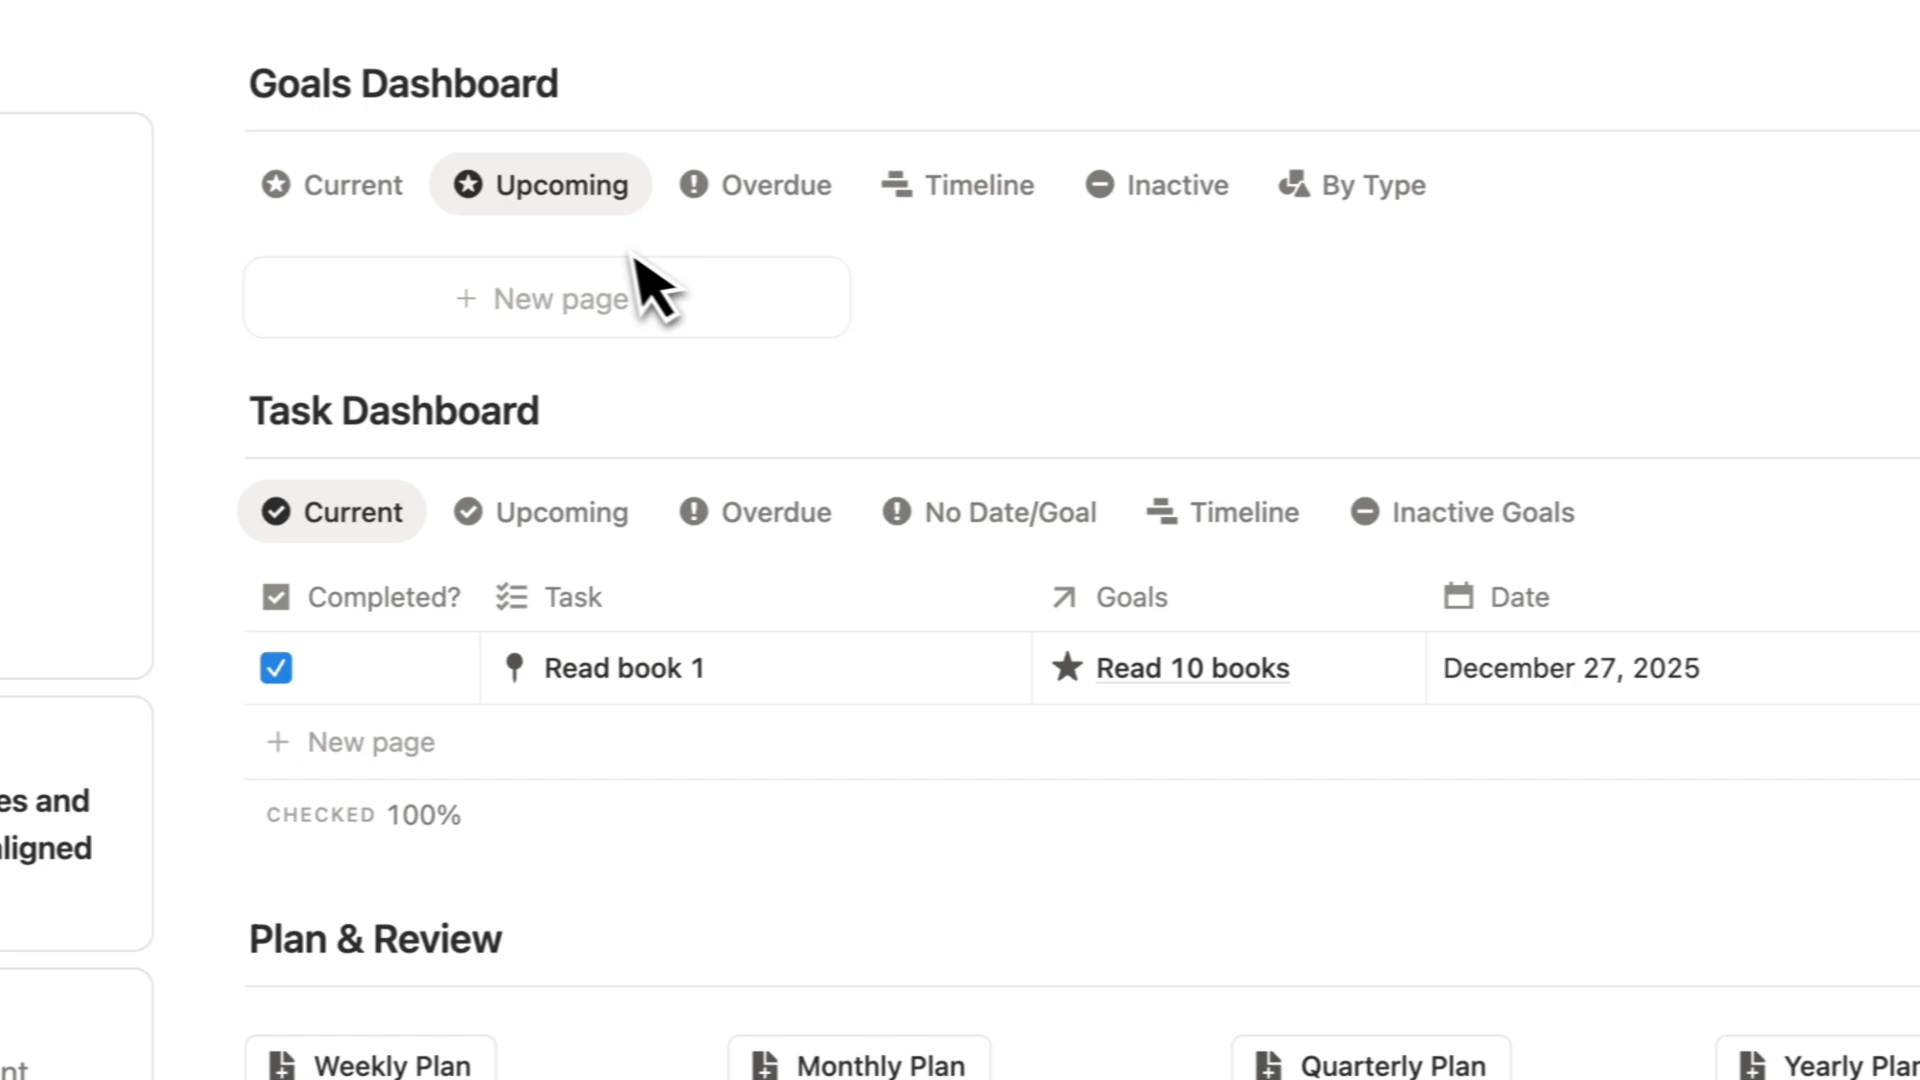 Goals Dashboard
Current Upcoming Overdue Timeline Inactive By Type
+ New page
Task Dashboard
Current Upcoming Overdue No Date/Goal Timeline Inactive Goals
Completed? Task Goals Date
Read book 1 Read 10 books December 27, 2025
+ New page
es and
CHECKED 100%
ligned
Plan & Review
Weekly Plan Monthly Plan Quarterly Plan Yearly Plan
nt